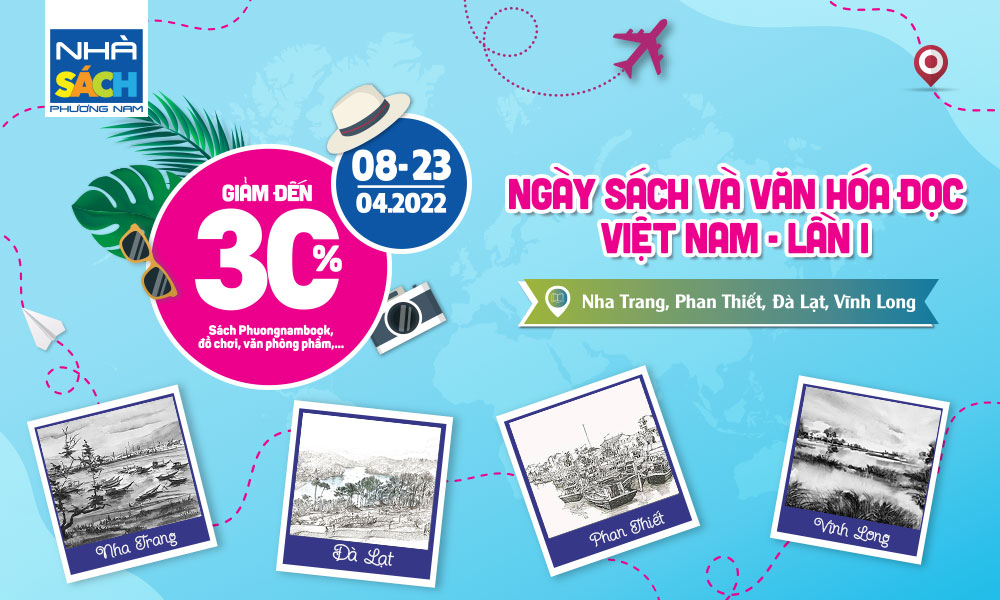 NHÀ
SÁCH
PHƯƠNG NAM
GIẢM ĐẾN
30%
Sách Phuongnambook,
đồ chơi, văn phòng phẩm,...
08-23
04.2022
NGÀY SÁCH VÀ VĂN HÓA ĐỌC
VIỆT NAM - LẦN I
Nha Trang, Phan Thiết, Đà Lạt, Vĩnh Long
Nha Trang
Đà Lạt
Phan Thiết
Vĩnh Long